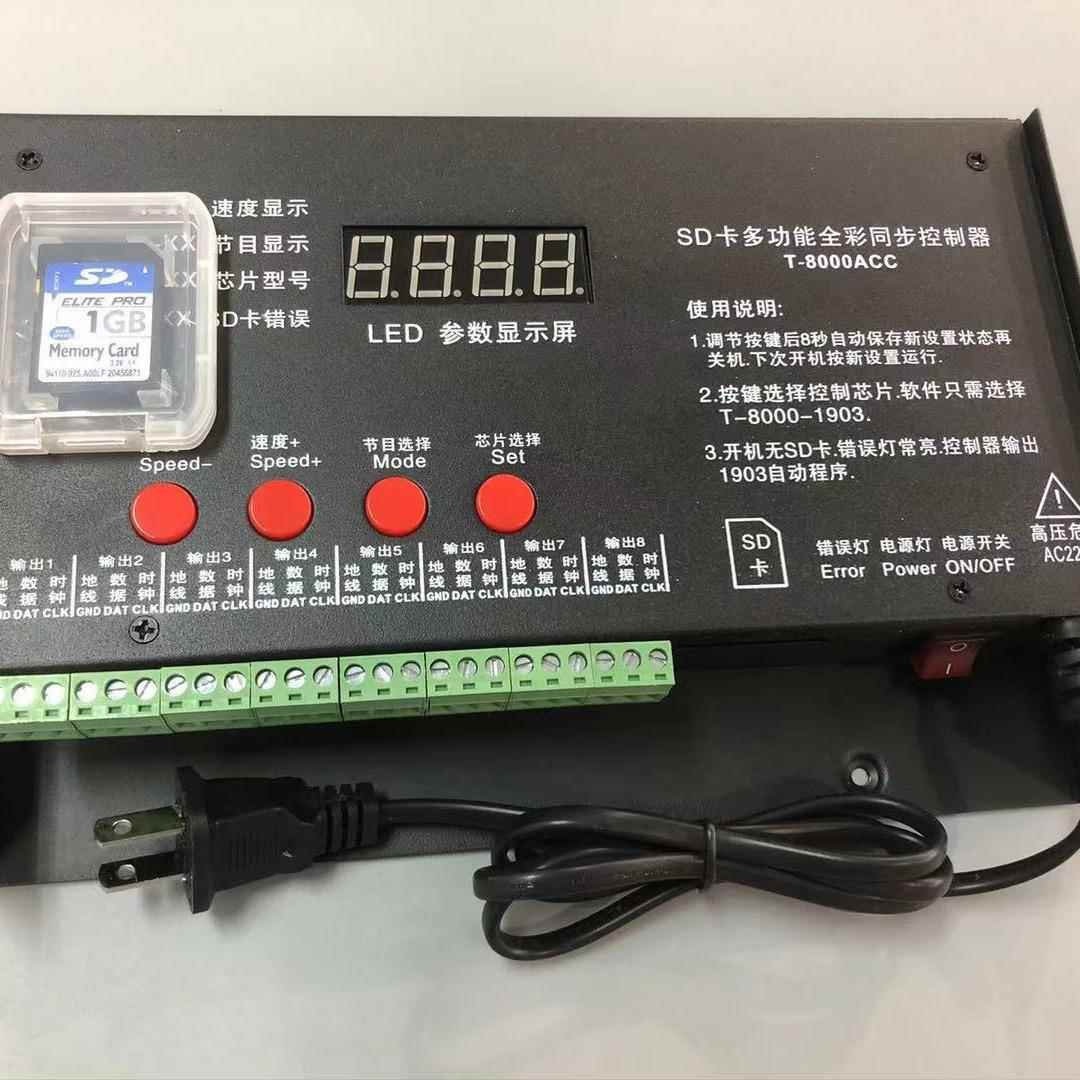 速度显示
XX 节目显示
XX 芯片型号
X SD卡错误
SD
ELITE PRO
1GB
Memory Card
LED 参数显示屏
SD卡多功能全彩同步控制器
T-8000ACC
使用说明:
1.调节按键后8秒自动保存新设置状态再
关机.下次开机按新设置运行.
2.按键选择控制芯片.软件只需选择
T-8000-1903.
3.开机无SD卡.错误灯常亮.控制器输出
1903自动程序.
速度+ 节目选择 芯片选择
Speed- Speed+ Mode Set
输出1 输出2 输出3 输出4 输出5 输出6 输出7 输出8
地 数 时 地 数 时 地 数 时 地 数 时 地 数 时 地 数 时 地 数 时 地 数 时
线 据 钟 线 据 钟 线 据 钟 线 据 钟 线 据 钟 线 据 钟 线 据 钟 线 据 钟
ND DAT CLK GND DAT CLK GND DAT CLK GND DAT CLK GND DAT CLK GND DAT CLK GND DAT CLK GND DAT CLK
SD
卡
错误灯 电源灯 电源开关
Error Power ON/OFF
高压危
AC22